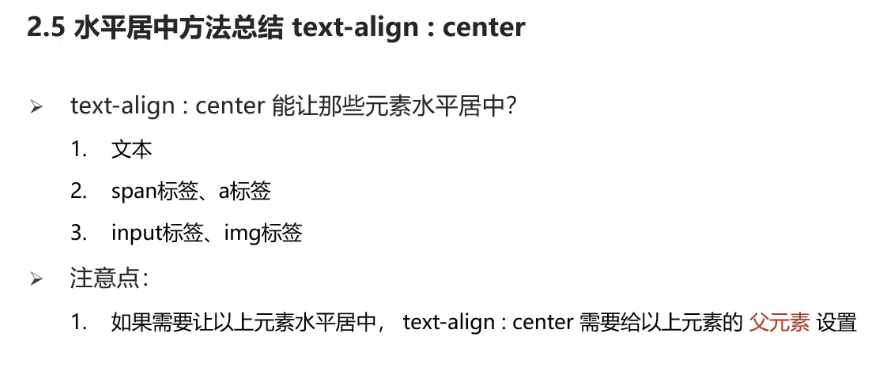 2.5 水平居中方法总结 text-align : center
text-align : center 能让那些元素水平居中？
1. 文本
2. span标签、a标签
3. input标签、img标签
注意点：
1. 如果需要让以上元素水平居中， text-align : center 需要给以上元素的 父元素 设置